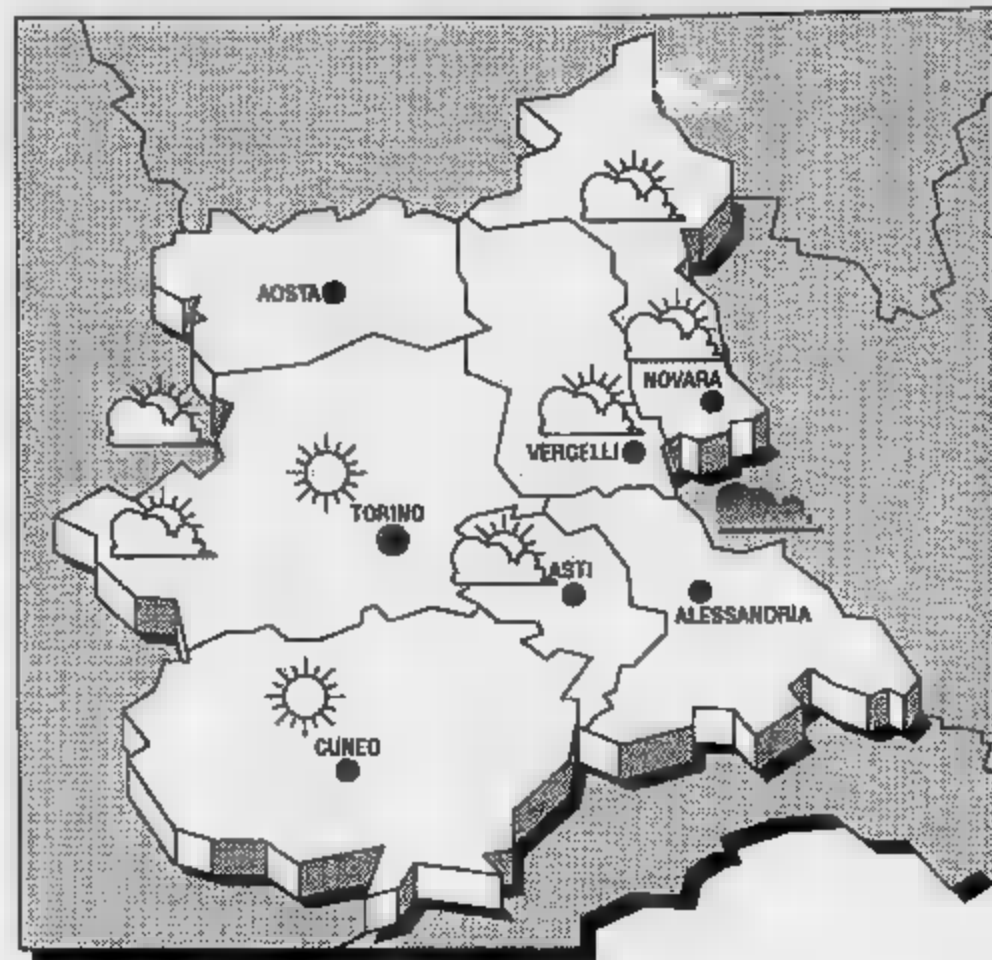 AOSTA
NOVARA
VERCELLI
TORINO
ASTI
ALESSANDRIA
CUNEO